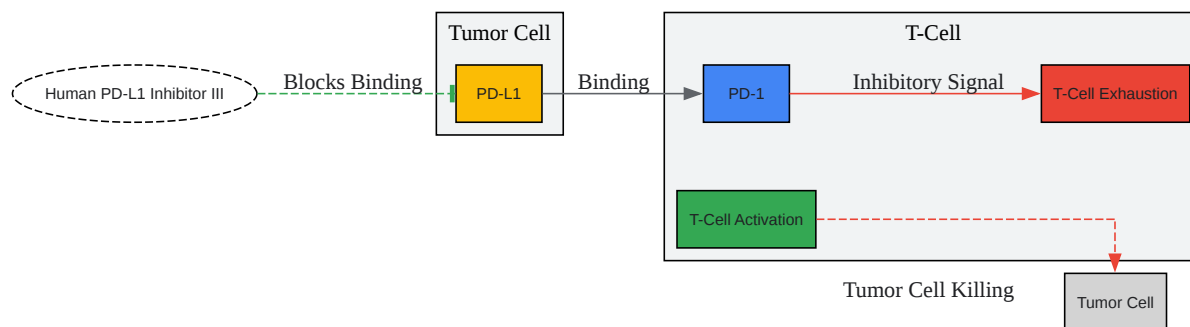 Tumor Cell
T-Cell
Human PD-L1 Inhibitor III
Blocks Binding
PD-L1
Binding
PD-1
Inhibitory Signal
T-Cell Exhaustion
T-Cell Activation
Tumor Cell Killing
Tumor Cell